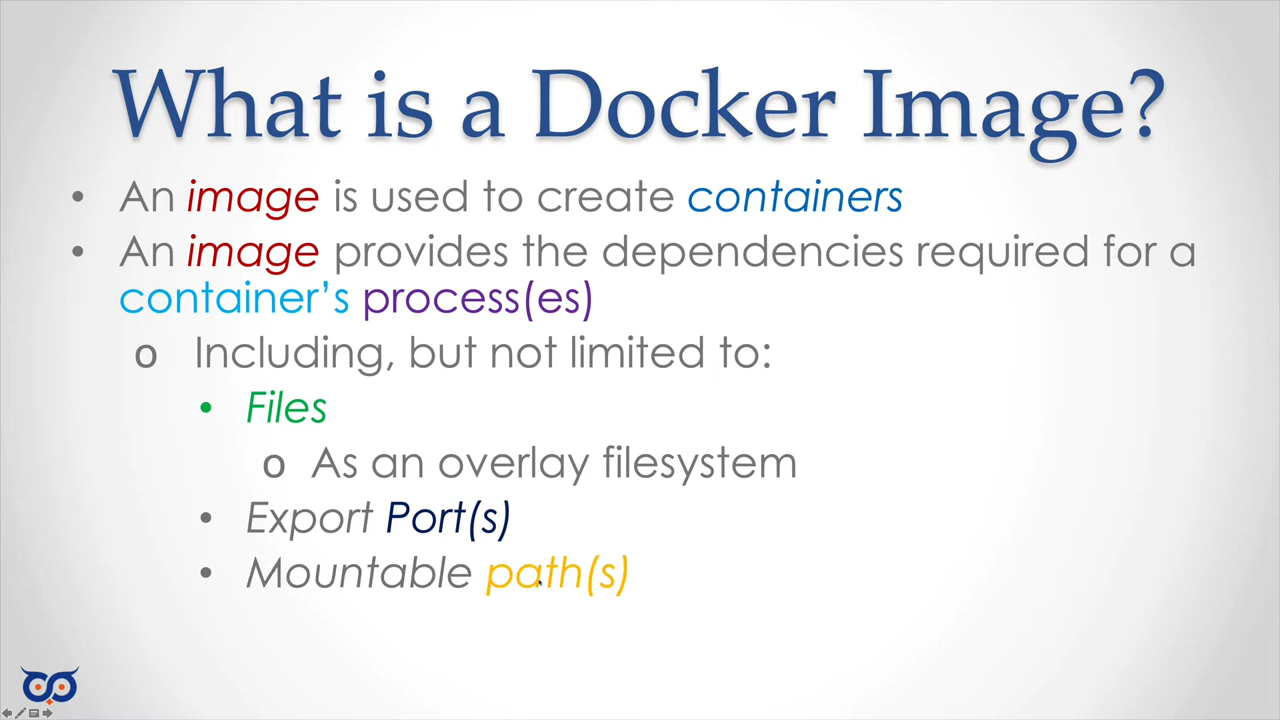 What is a Docker Image?
• An image is used to create containers
• An image provides the dependencies required for a
container's process(es)
o Including, but not limited to:
• Files
o As an overlay filesystem
• Export Port(s)
• Mountable path(s)